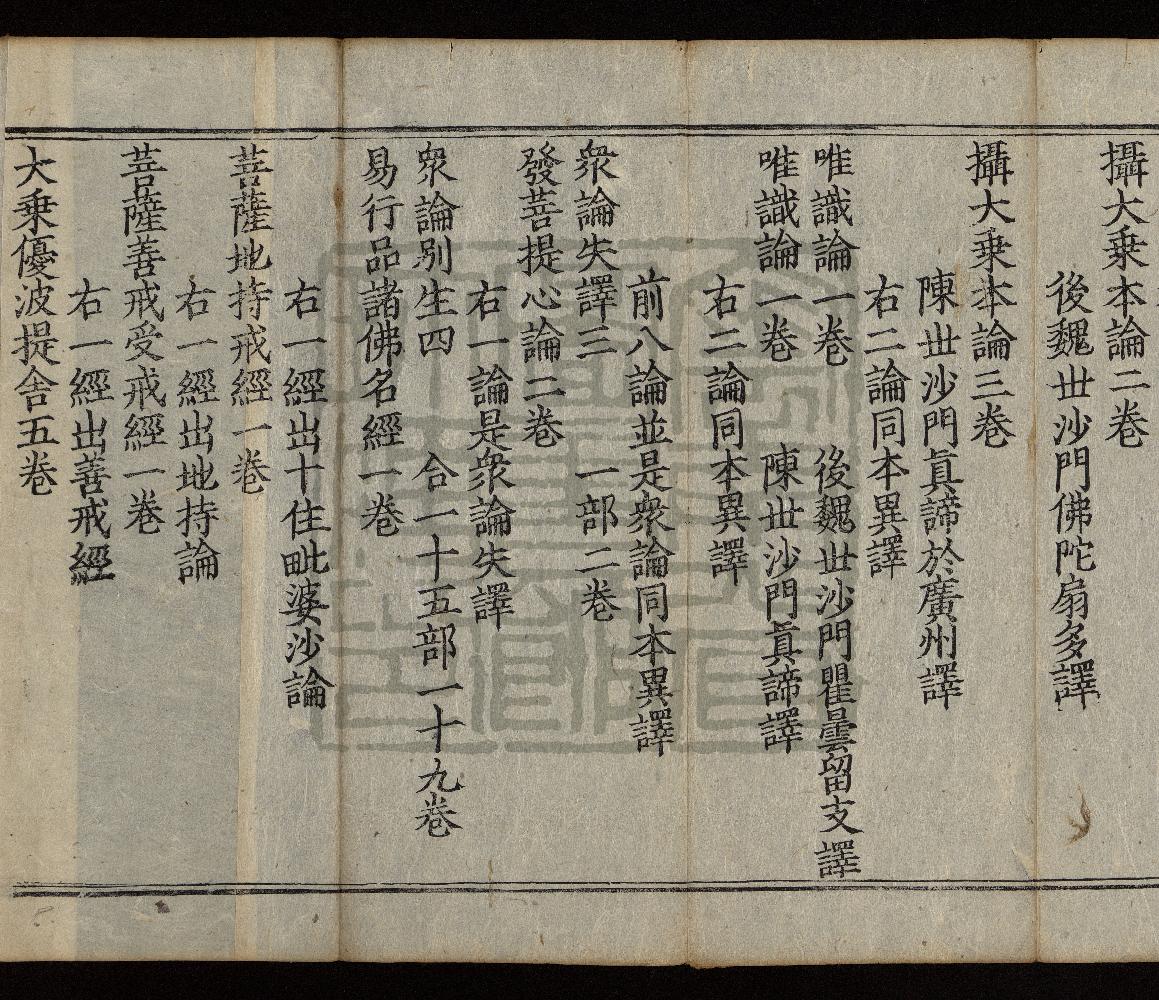 攝大乗本論二卷
後魏丗沙門佛陀扇多譯
攝大乗本論三卷
陳丗沙門眞諦於廣州譯
右二論同本異譯
唯識論一卷　後魏丗沙門瞿曇留支譯
唯識論一卷　陳丗沙門眞諦譯
右二論同本異譯
前八論並是衆論同本異譯
衆論失譯三　一部二卷
發菩提心論二卷
右一論是衆論失譯
衆論别生四　合一十五部一十九卷
易行品諸佛名經一卷
右一經出十住毗婆沙論
菩薩地持戒經一卷
右一經出地持論
菩薩善戒受戒經一卷
右一經出善戒經
大乗優波提舍五卷